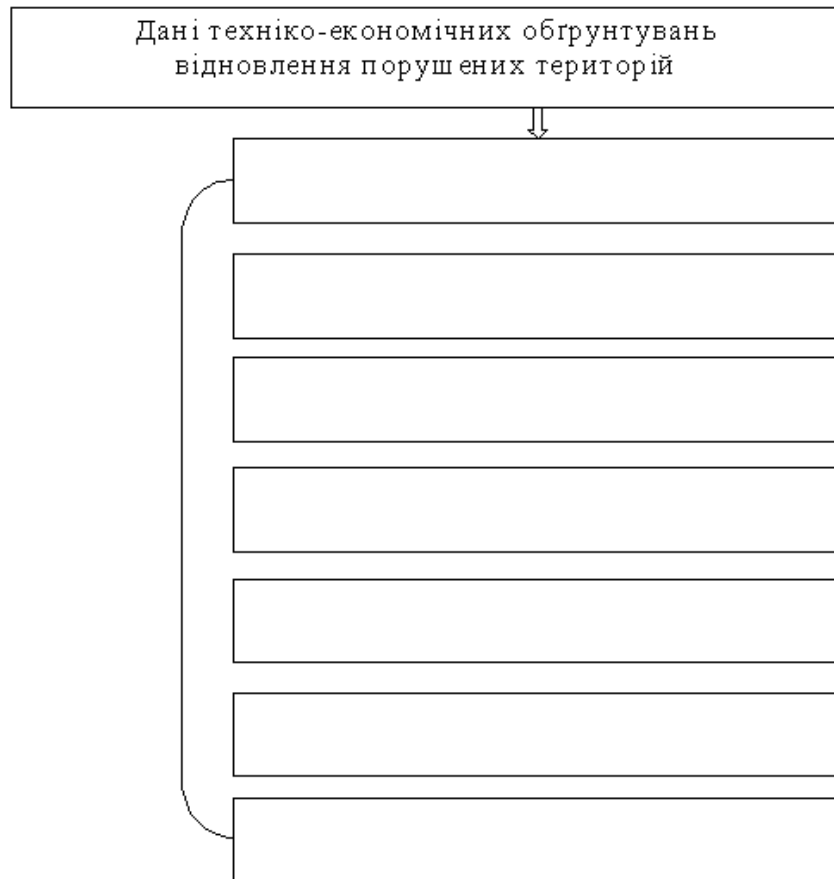 Дані техніко-економічних обґрунтувань
відновлення порушених територій